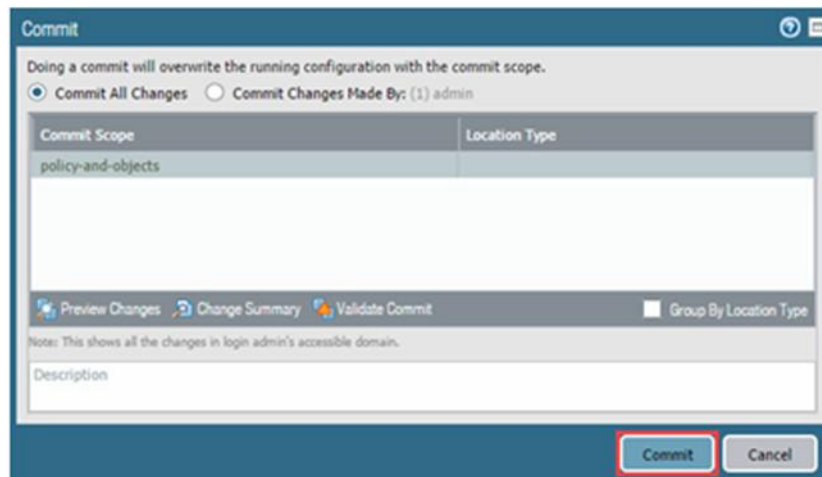 Commit
Doing a commit will overwrite the running configuration with the commit scope.
Commit All Changes Commit Changes Made By: (1) admin
Commit Scope Location Type
policy-and-objects
Preview Changes Change Summary Validate Commit Group By Location Type
Note: This shows all the changes in login admin's accessible domain.
Description
Commit Cancel